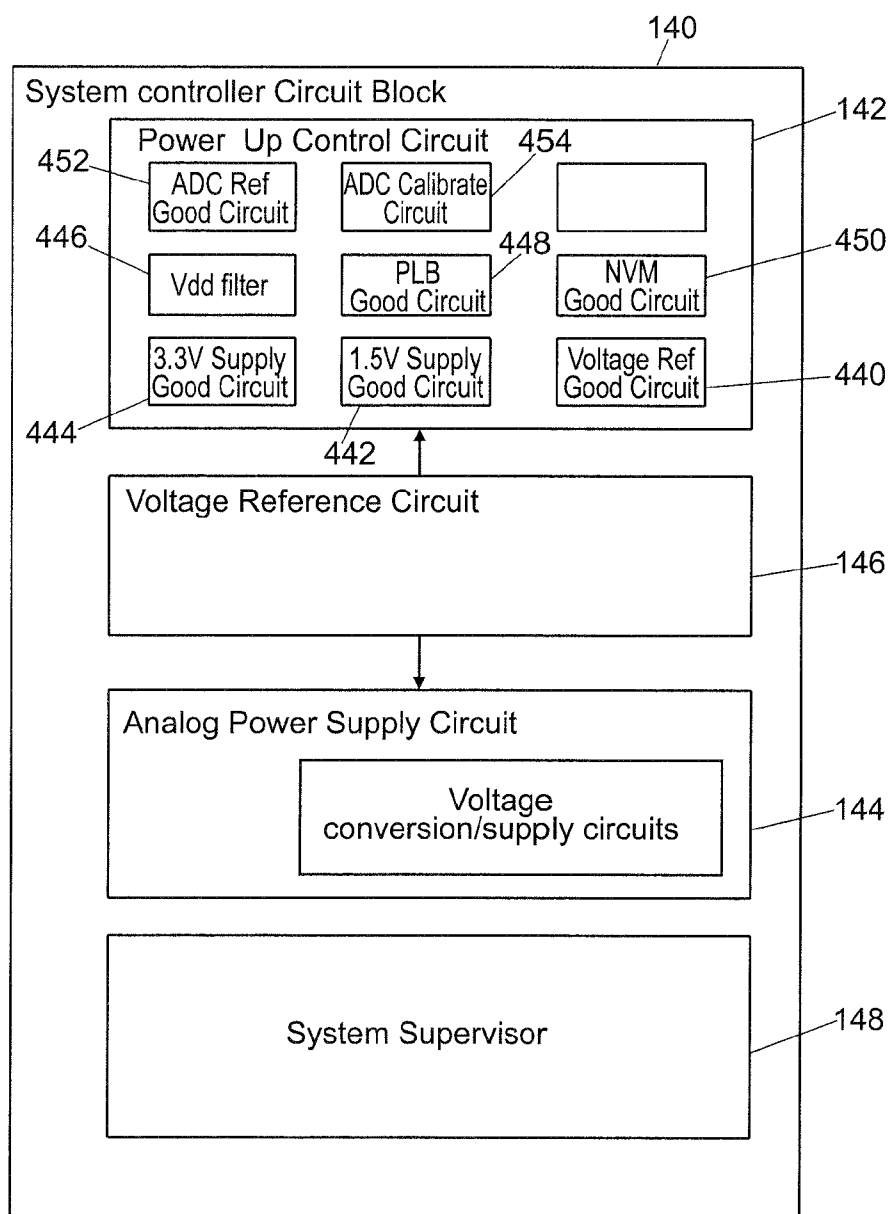 140
System controller Circuit Block
142
Power Up Control Circuit
452
454
ADC Ref
Good Circuit
ADC Calibrate
Circuit
446
448
450
Vdd filter
PLB
Good Circuit
NVM
Good Circuit
3.3V Supply
Good Circuit
1.5V Supply
Good Circuit
Voltage Ref
Good Circuit
440
444
442
Voltage Reference Circuit
146
Analog Power Supply Circuit
Voltage
conversion/supply circuits
144
System Supervisor
148